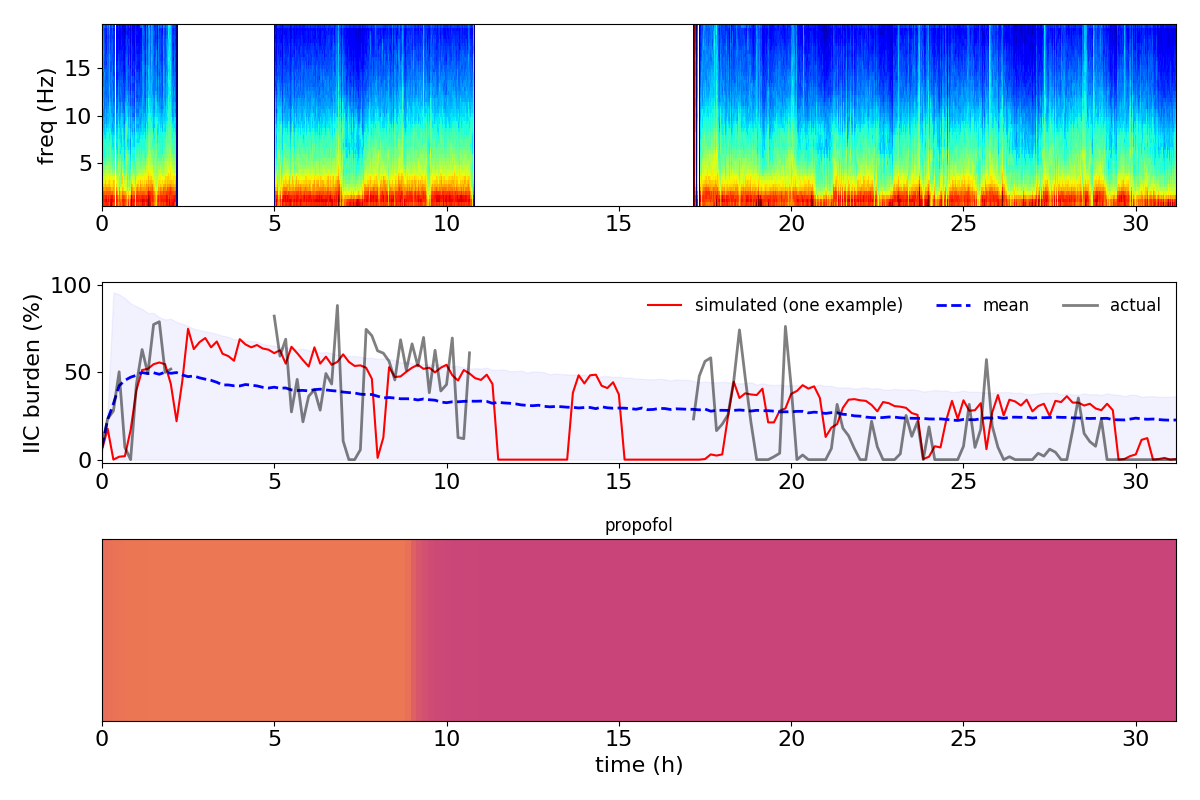 freq (Hz)
15
10
5
0 5 10 15 20 25 30
IIC burden (%)
100
50
0
simulated (one example) mean actual
0 5 10 15 20 25 30
propofol
0 5 10 15 20 25 30
time (h)